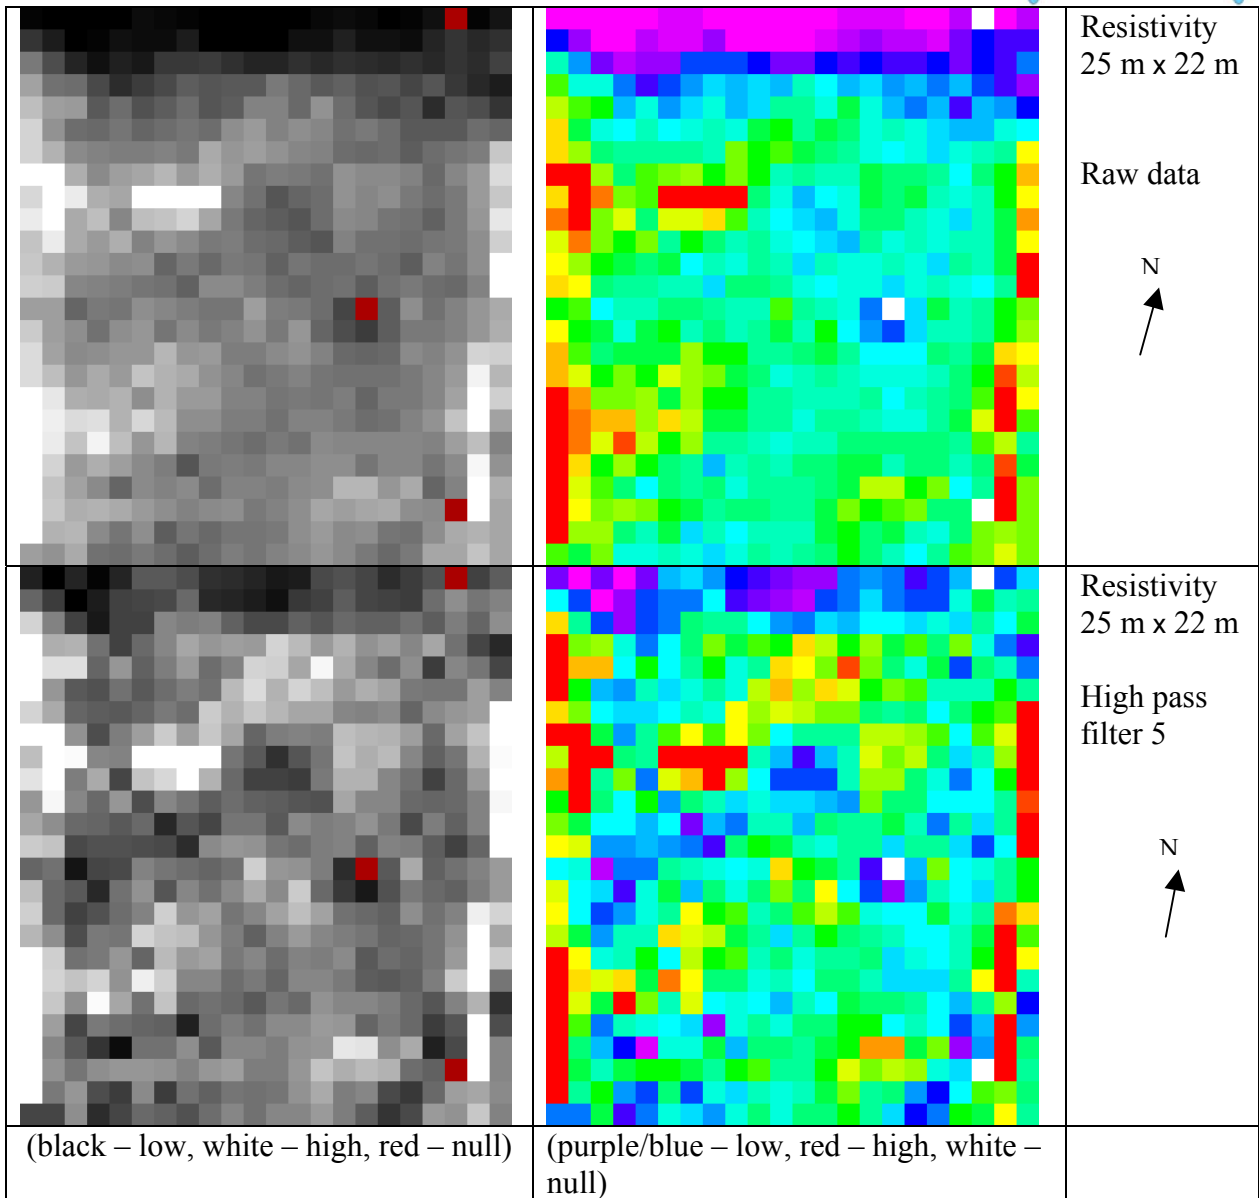 Resistivity
25 m x 22 m
Raw data
N
Resistivity
25 m x 22 m
High pass
filter 5
N
(black – low, white – high, red – null)
(purple/blue – low, red – high, white –
null)